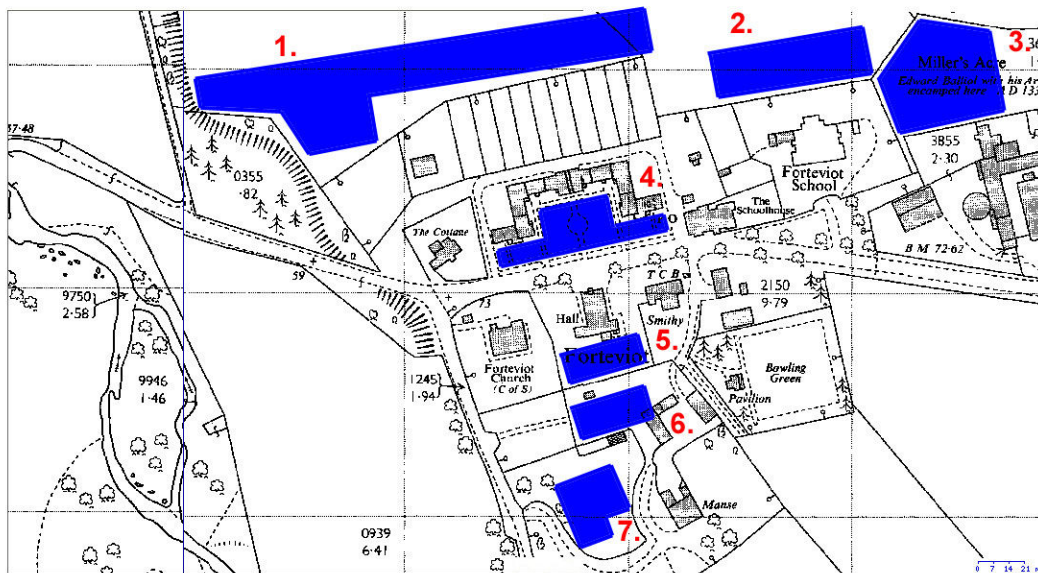 1.
2.
3.
Miller's Acre
Edward Balliol with his Ar
encamped here A D 133
37·48
0355
·82
3855
2·30
4.
Forteviot
School
The
Schoolhouse
The Cottage
B M 72·62
59
T C B
2150
9·79
9750
2·58
73
Hall
Smithy
5.
Forteviot
Forteviot
Church
(C of S)
Bowling
Green
1245
1·94
9946
1·46
Pavilion
6.
Manse
7.
0939
6·41
0 7 14 21